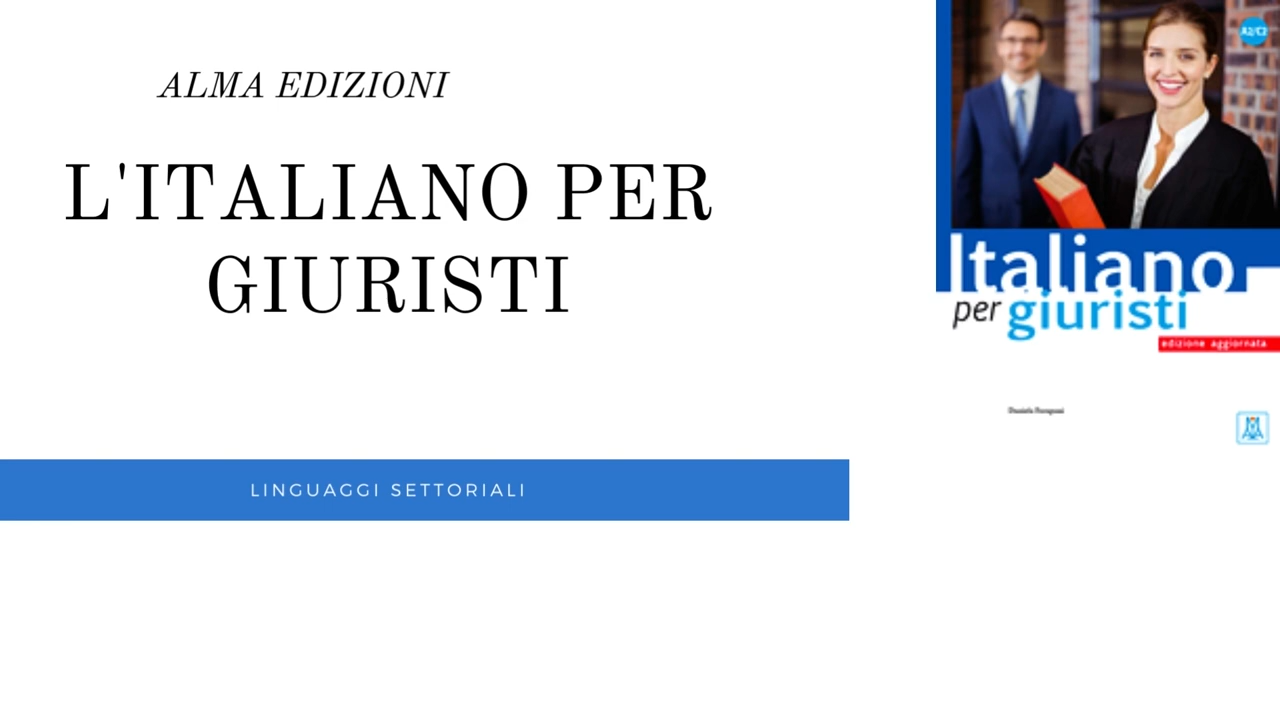 ALMA EDIZIONI
L'ITALIANO PER
GIURISTI
LINGUAGGI SETTORIALI
A2/C2
Italiano
per giuristi
edizione aggiornata